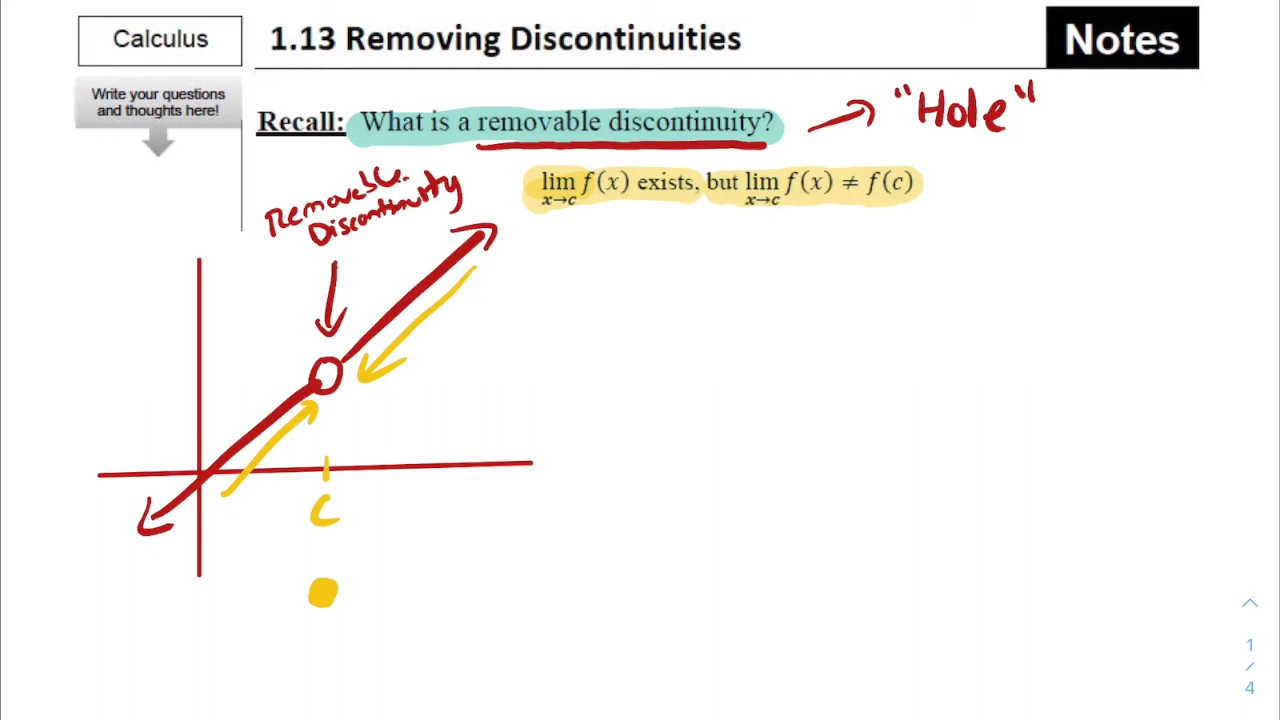 Calculus
1.13 Removing Discontinuities
Notes
Write your questions
and thoughts here!
Recall: What is a removable discontinuity?
"Hole"
lim f(x) exists, but lim f(x) ≠ f(c)
x→c x→c
Removable
Discontinuity
c
1
/
4